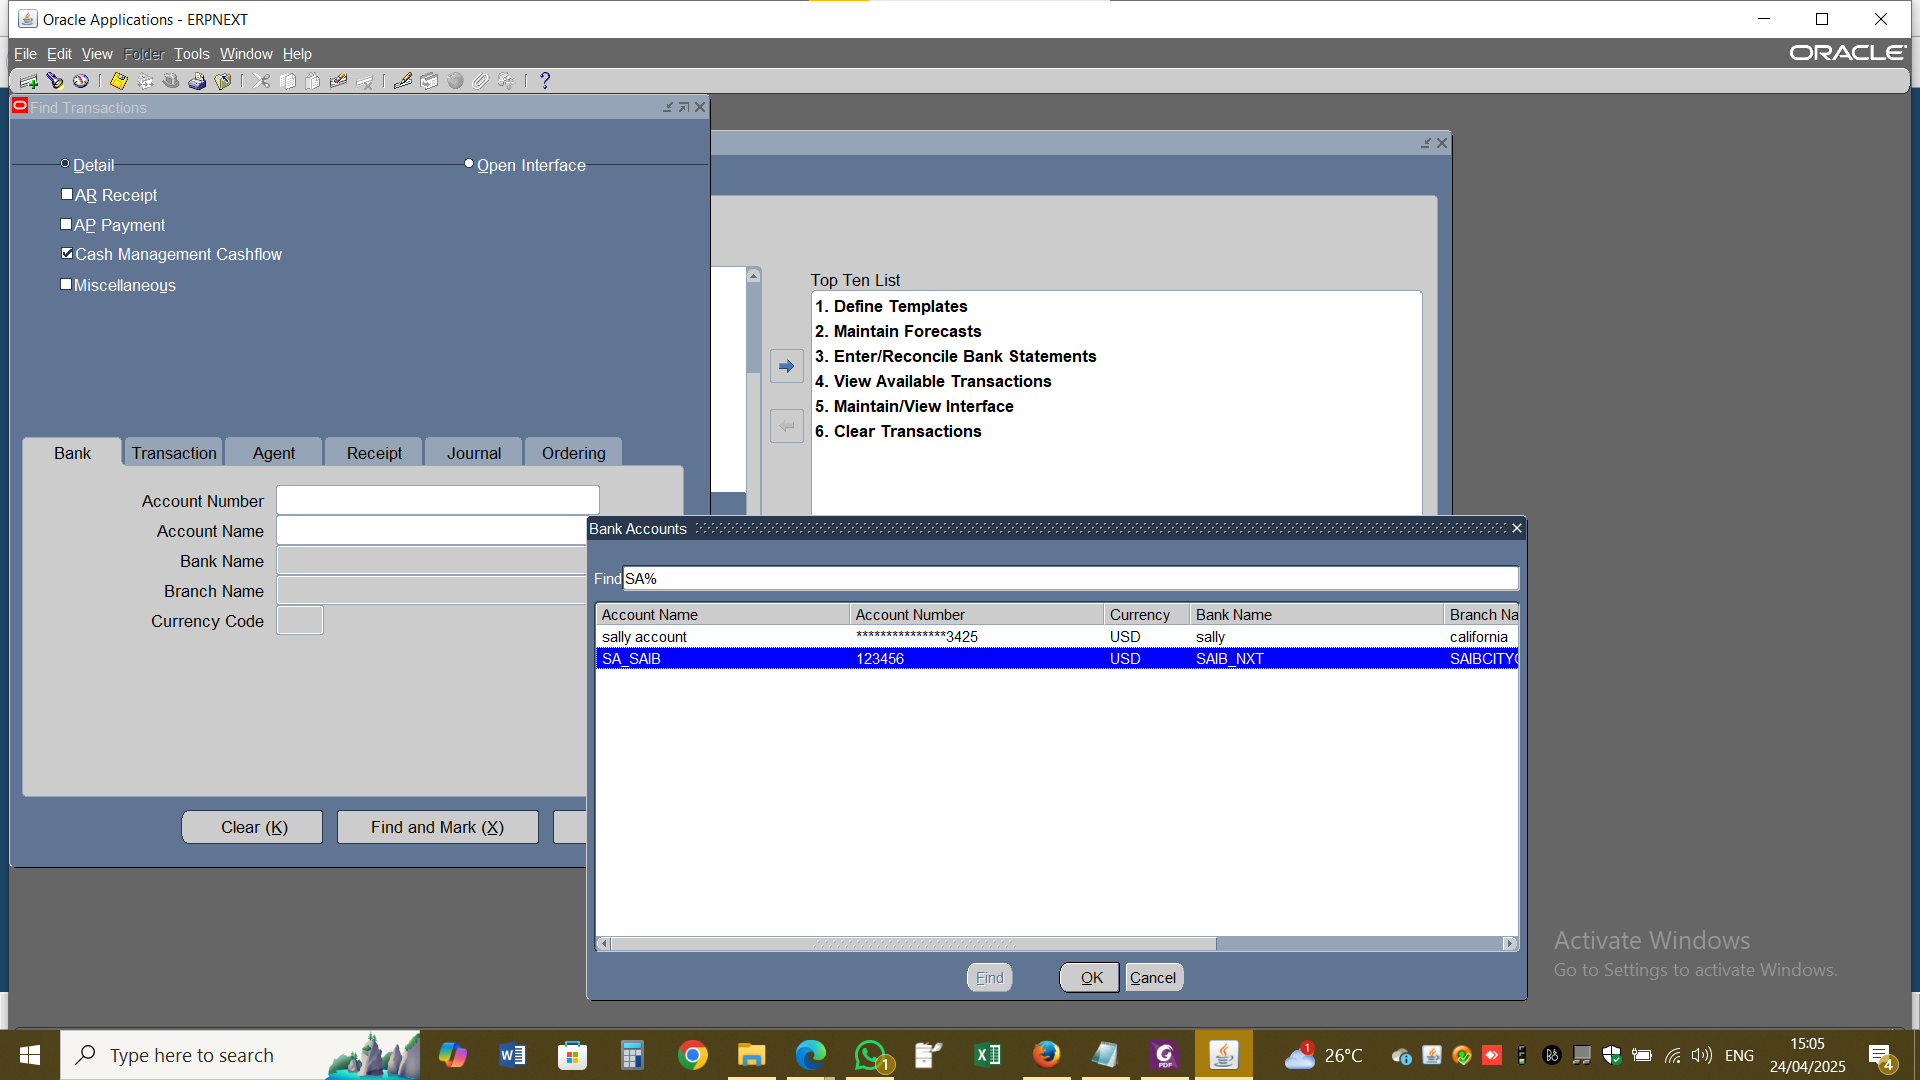 Oracle Applications - ERPNEXT
File Edit View Folder Tools Window Help
ORACLE
Find Transactions
Detail
Open Interface
AR Receipt
AP Payment
Cash Management Cashflow
Miscellaneous
Top Ten List
1. Define Templates
2. Maintain Forecasts
3. Enter/Reconcile Bank Statements
4. View Available Transactions
5. Maintain/View Interface
6. Clear Transactions
Bank Transaction Agent Receipt Journal Ordering
Account Number
Account Name
Bank Name
Branch Name
Currency Code
Clear (K)
Find and Mark (X)
Bank Accounts
Find SA%
Account Name Account Number Currency Bank Name Branch Na
sally account ***************3425 USD sally california
SA_SAIB 123456 USD SAIB_NXT SAIBCITY
Find OK Cancel
Activate Windows
Go to Settings to activate Windows.
Type here to search
1
PDF
1
26°C
ENG
15:05
24/04/2025
4